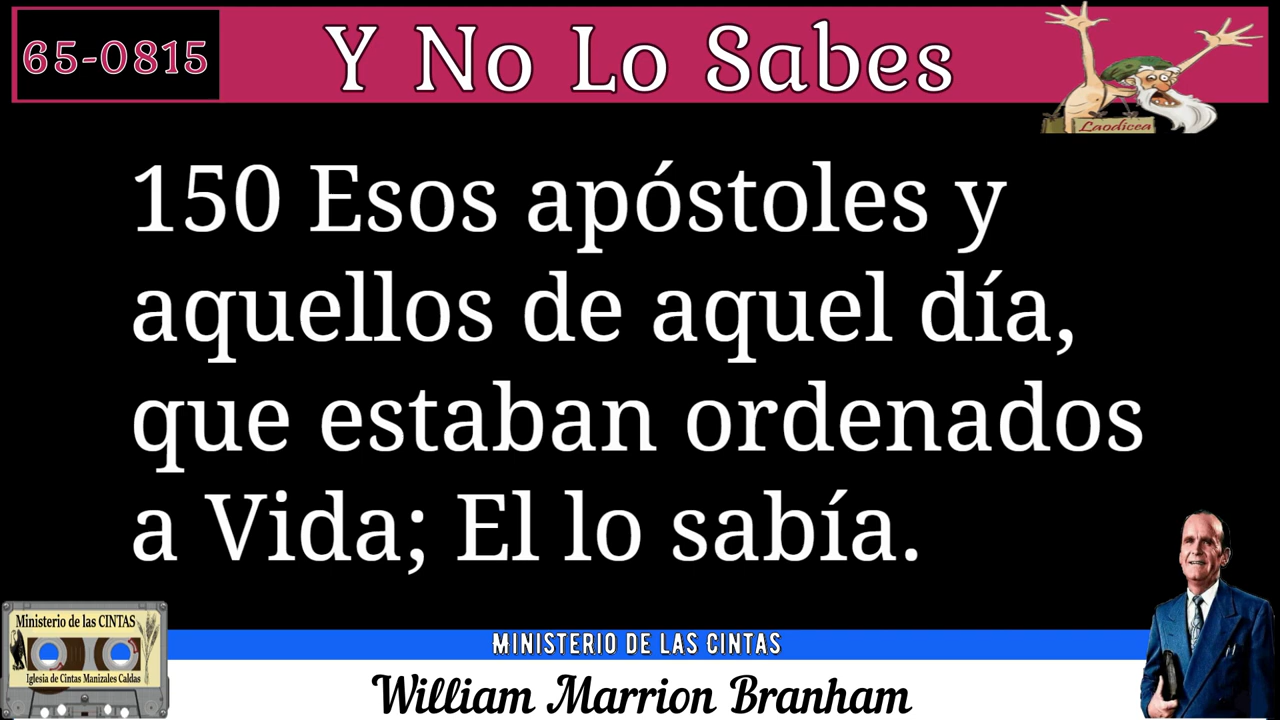 65-0815
Y No Lo Sabes
Laodicea
150 Esos apóstoles y
aquellos de aquel día,
que estaban ordenados
a Vida; El lo sabía.
Ministerio de las CINTAS
Iglesia de Cintas Manizales Caldas
MINISTERIO DE LAS CINTAS
William Marrion Branham